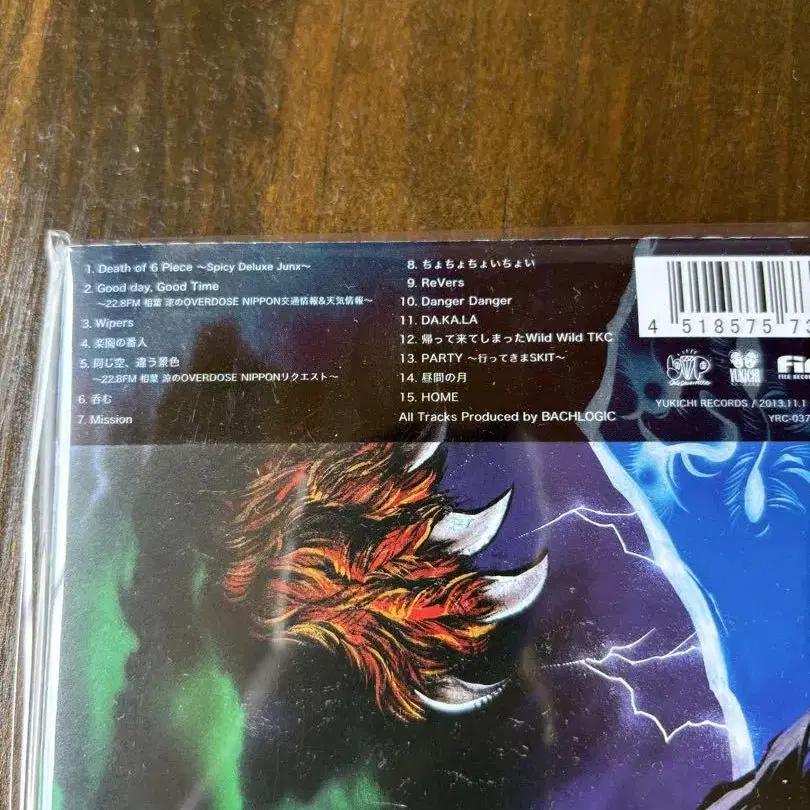 1. Death of 6 Piece ～Spicy Deluxe Junx～
2. Good day, Good Time
～22.8FM 相葉 涼のOVERDOSE NIPPON交通情報&天気情報～
3. Wipers
4. 楽園の番人
5. 同じ空、違う景色
～22.8FM 相葉 涼のOVERDOSE NIPPONリクエスト～
6. 呑む
7. Mission
8. ちょちょちょいちょい
9. ReVers
10. Danger Danger
11. DA.KA.LA
12. 帰って来てしまったWild Wild TKC
13. PARTY ～行ってきまSKIT～
14. 昼間の月
15. HOME
All Tracks Produced by BACHLOGIC
4 518575 7
YUKICHI
FILE RECOR
YUKICHI RECORDS / 2013.11.1
YRC-037